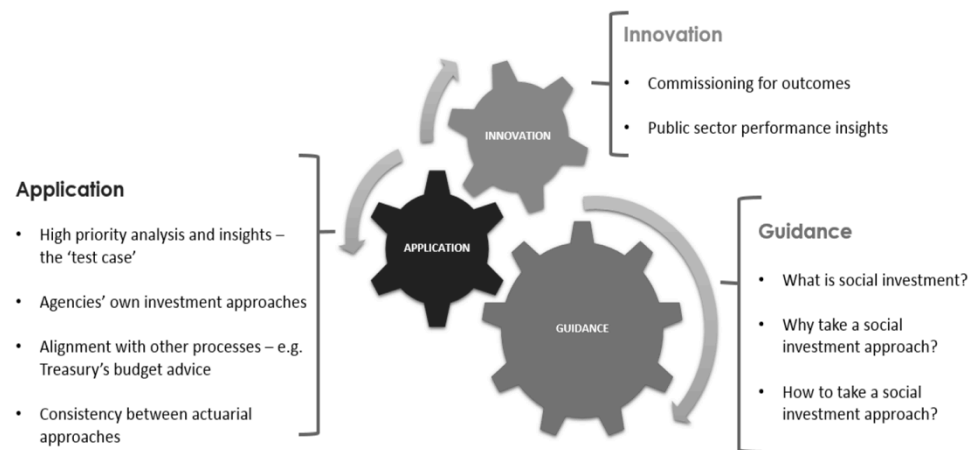 Innovation
• Commissioning for outcomes
• Public sector performance insights
INNOVATION
Application
• High priority analysis and insights –
the ‘test case’
• Agencies’ own investment approaches
• Alignment with other processes – e.g.
Treasury’s budget advice
• Consistency between actuarial
approaches
APPLICATION
GUIDANCE
Guidance
• What is social investment?
• Why take a social
investment approach?
• How to take a social
investment approach?